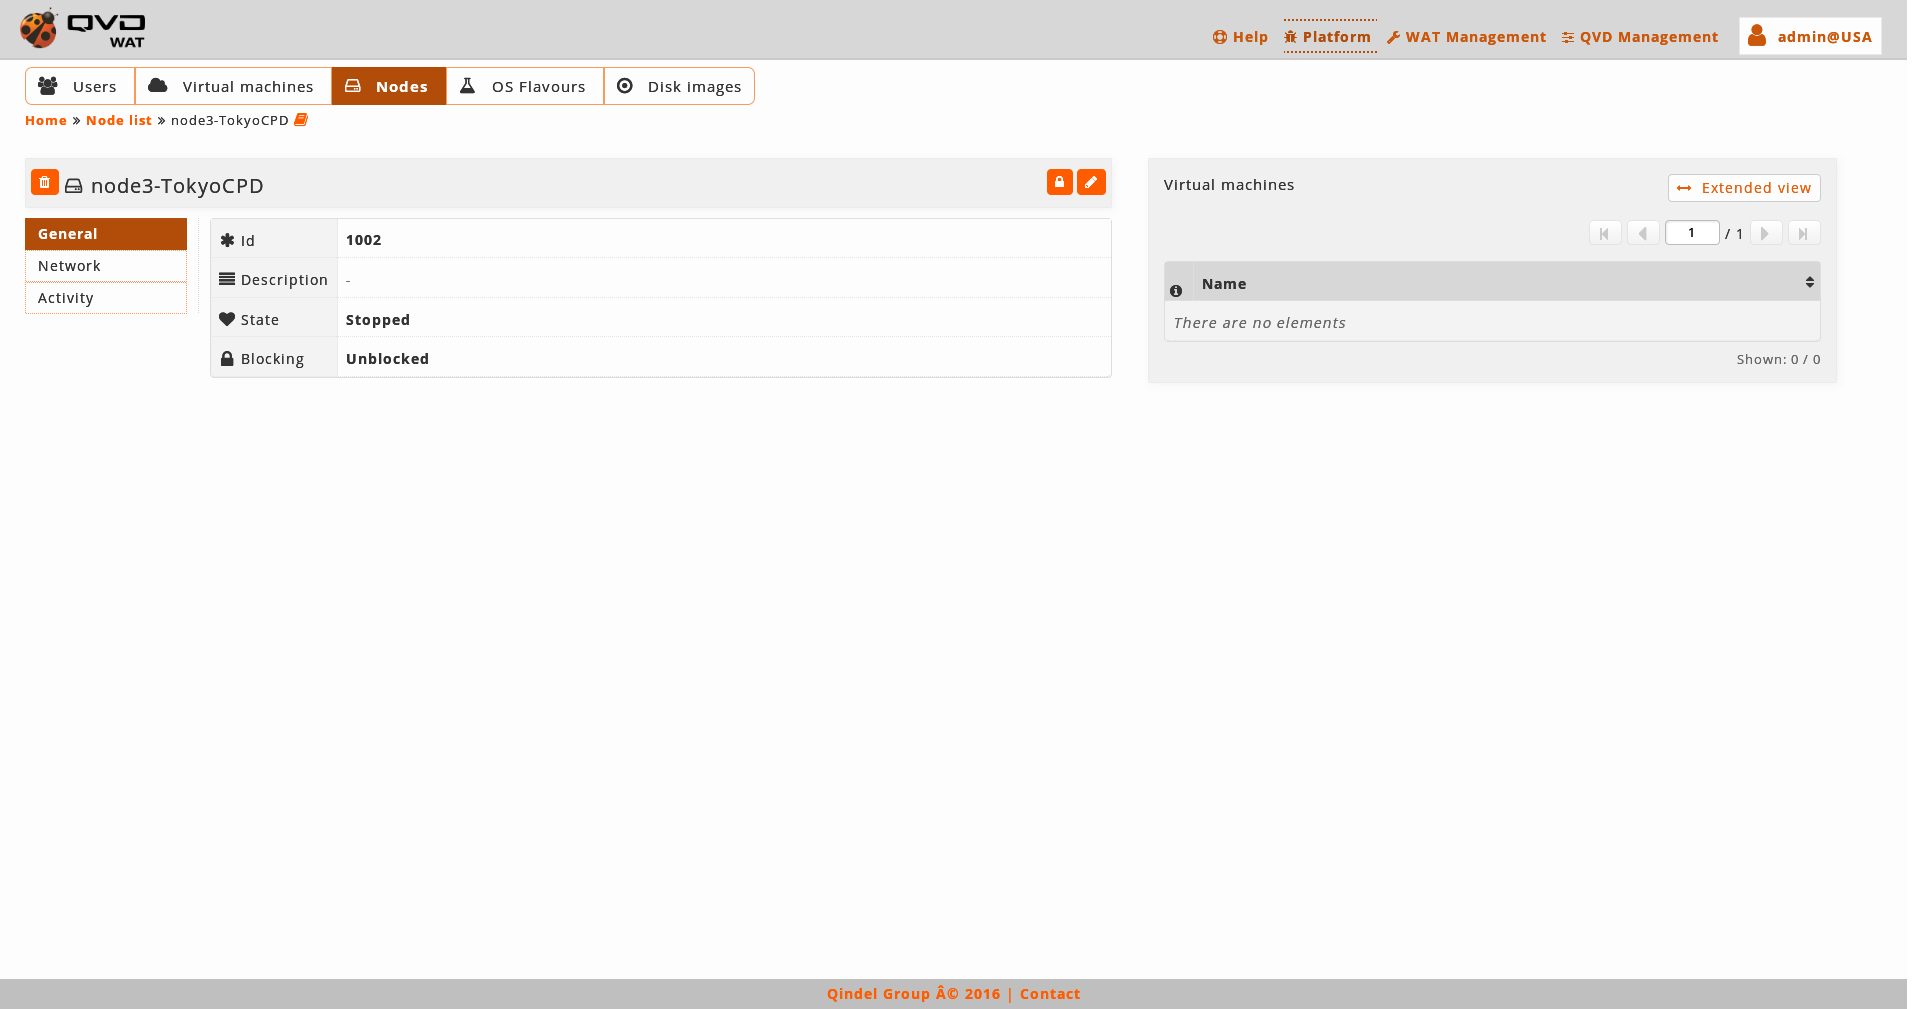 QVD
WAT
Help Platform WAT Management QVD Management admin@USA
Users Virtual machines Nodes OS Flavours Disk images
Home » Node list » node3-TokyoCPD
node3-TokyoCPD
General
Network
Activity
Id 1002
Description -
State Stopped
Blocking Unblocked
Virtual machines
Extended view
1 / 1
Name
There are no elements
Shown: 0 / 0
Qindel Group Â© 2016 | Contact